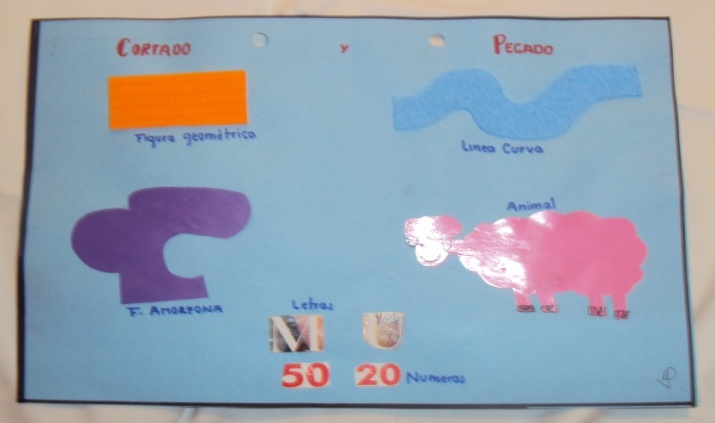 CORTADO Y PEGADO
Figura geométrica
Linea Curva
Animal
F. AMORFONA
Letras
M U
50 20 Numeros